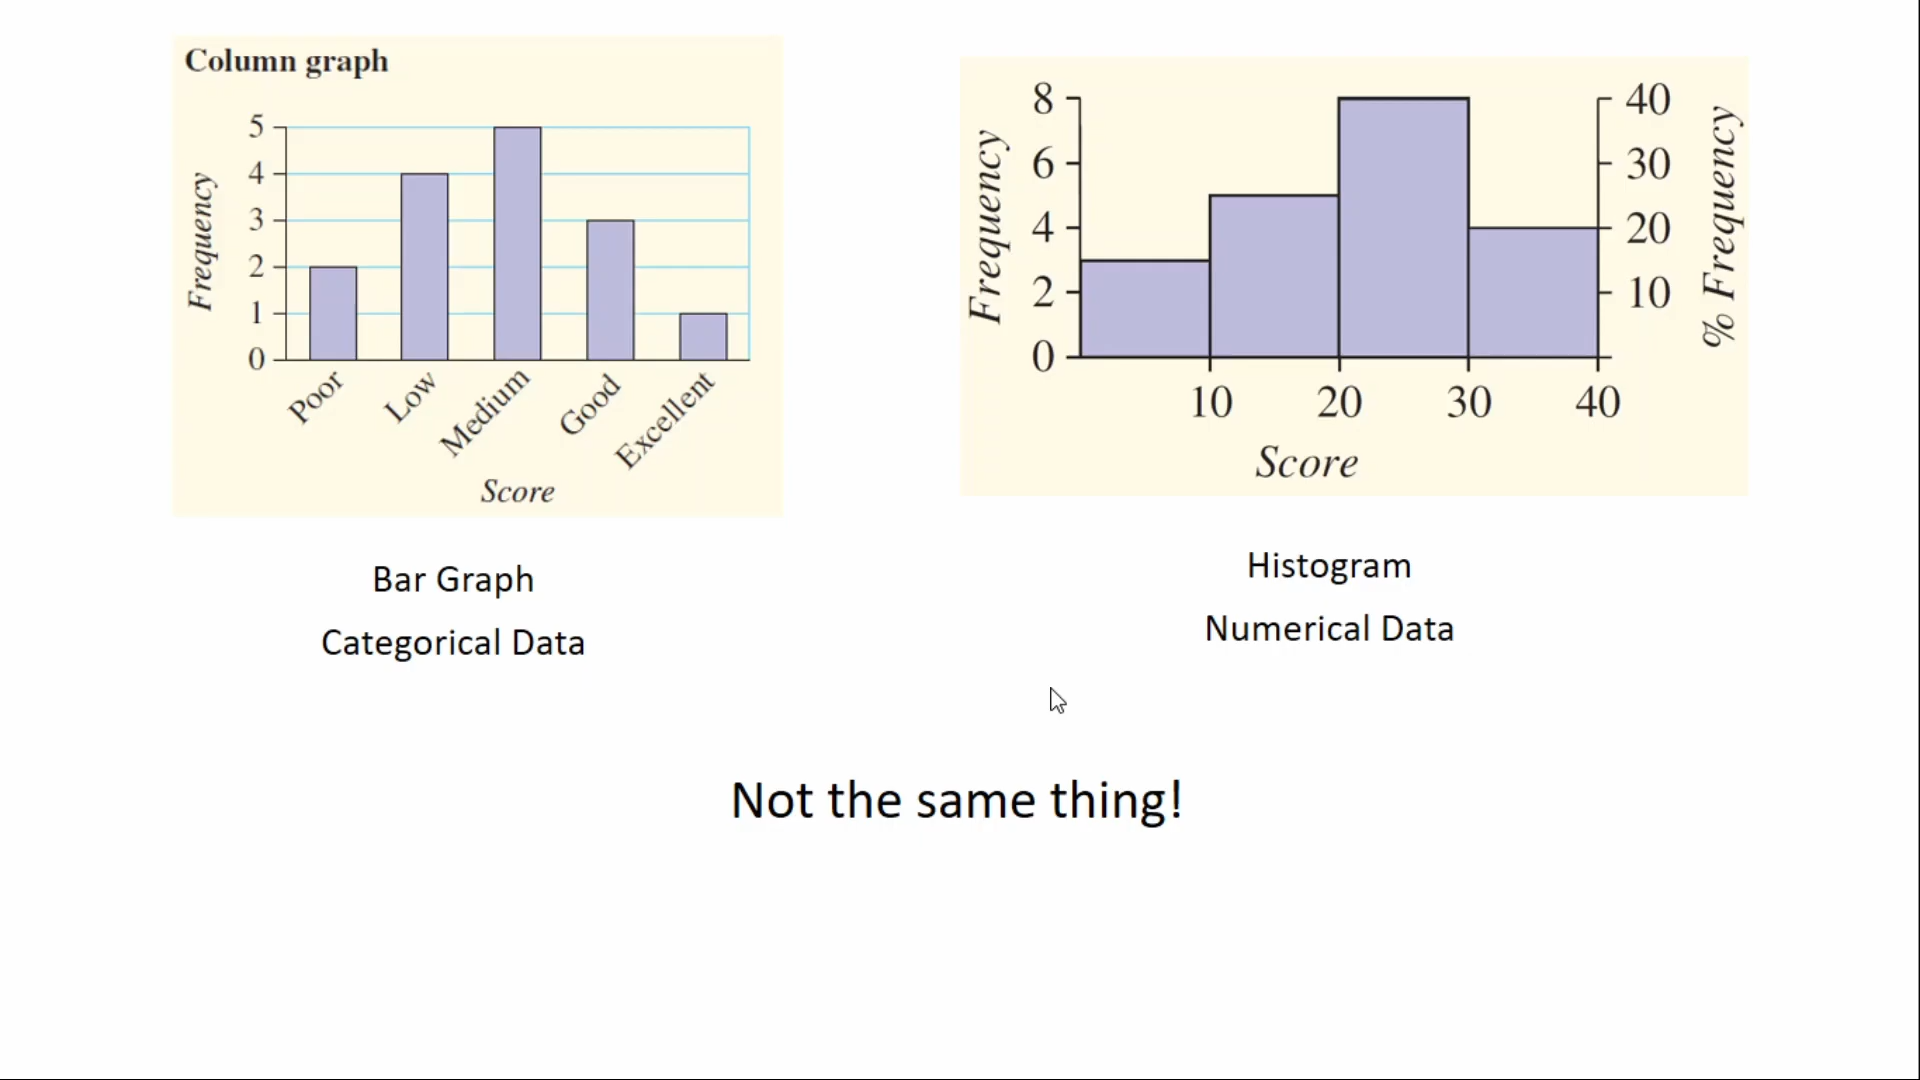 Column graph
5
4
3
2
1
0
Frequency
Poor
Low
Medium
Good
Excellent
Score
Bar Graph
Categorical Data
8
6
4
2
0
Frequency
10
20
30
40
Score
40
30
20
10
% Frequency
Histogram
Numerical Data
Not the same thing!